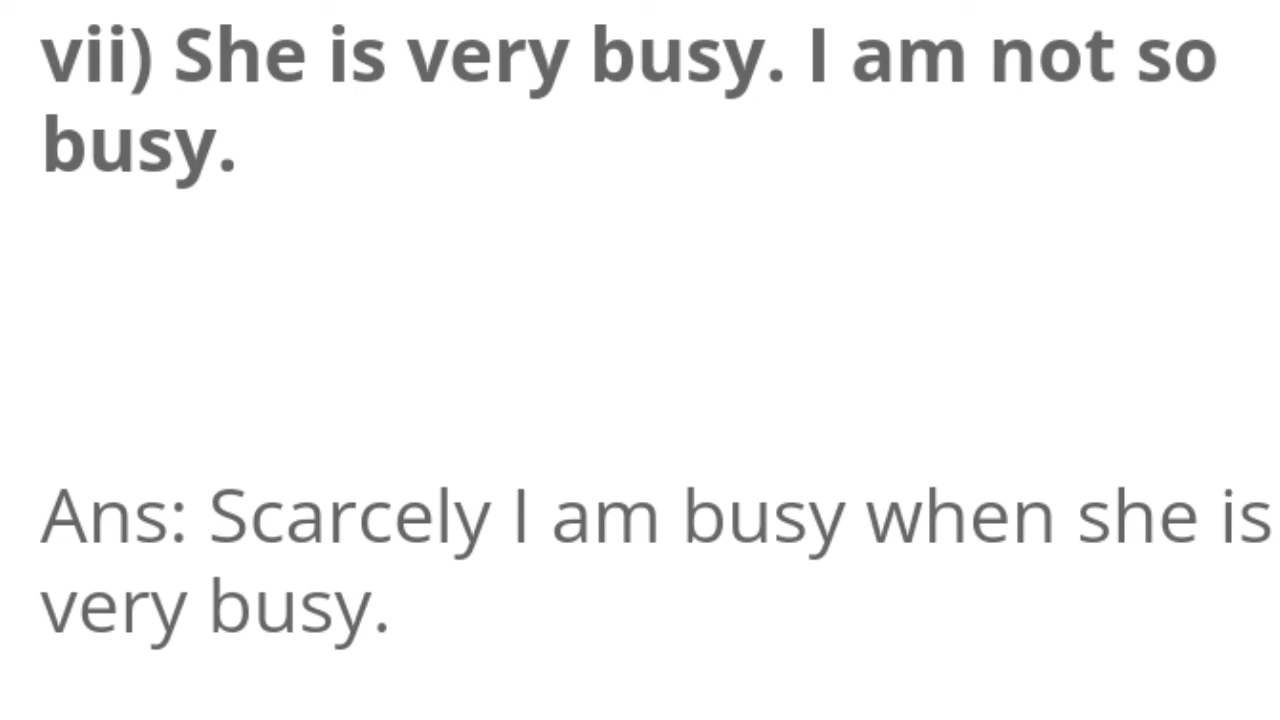 vii) She is very busy. I am not so
busy.
Ans: Scarcely I am busy when she is
very busy.